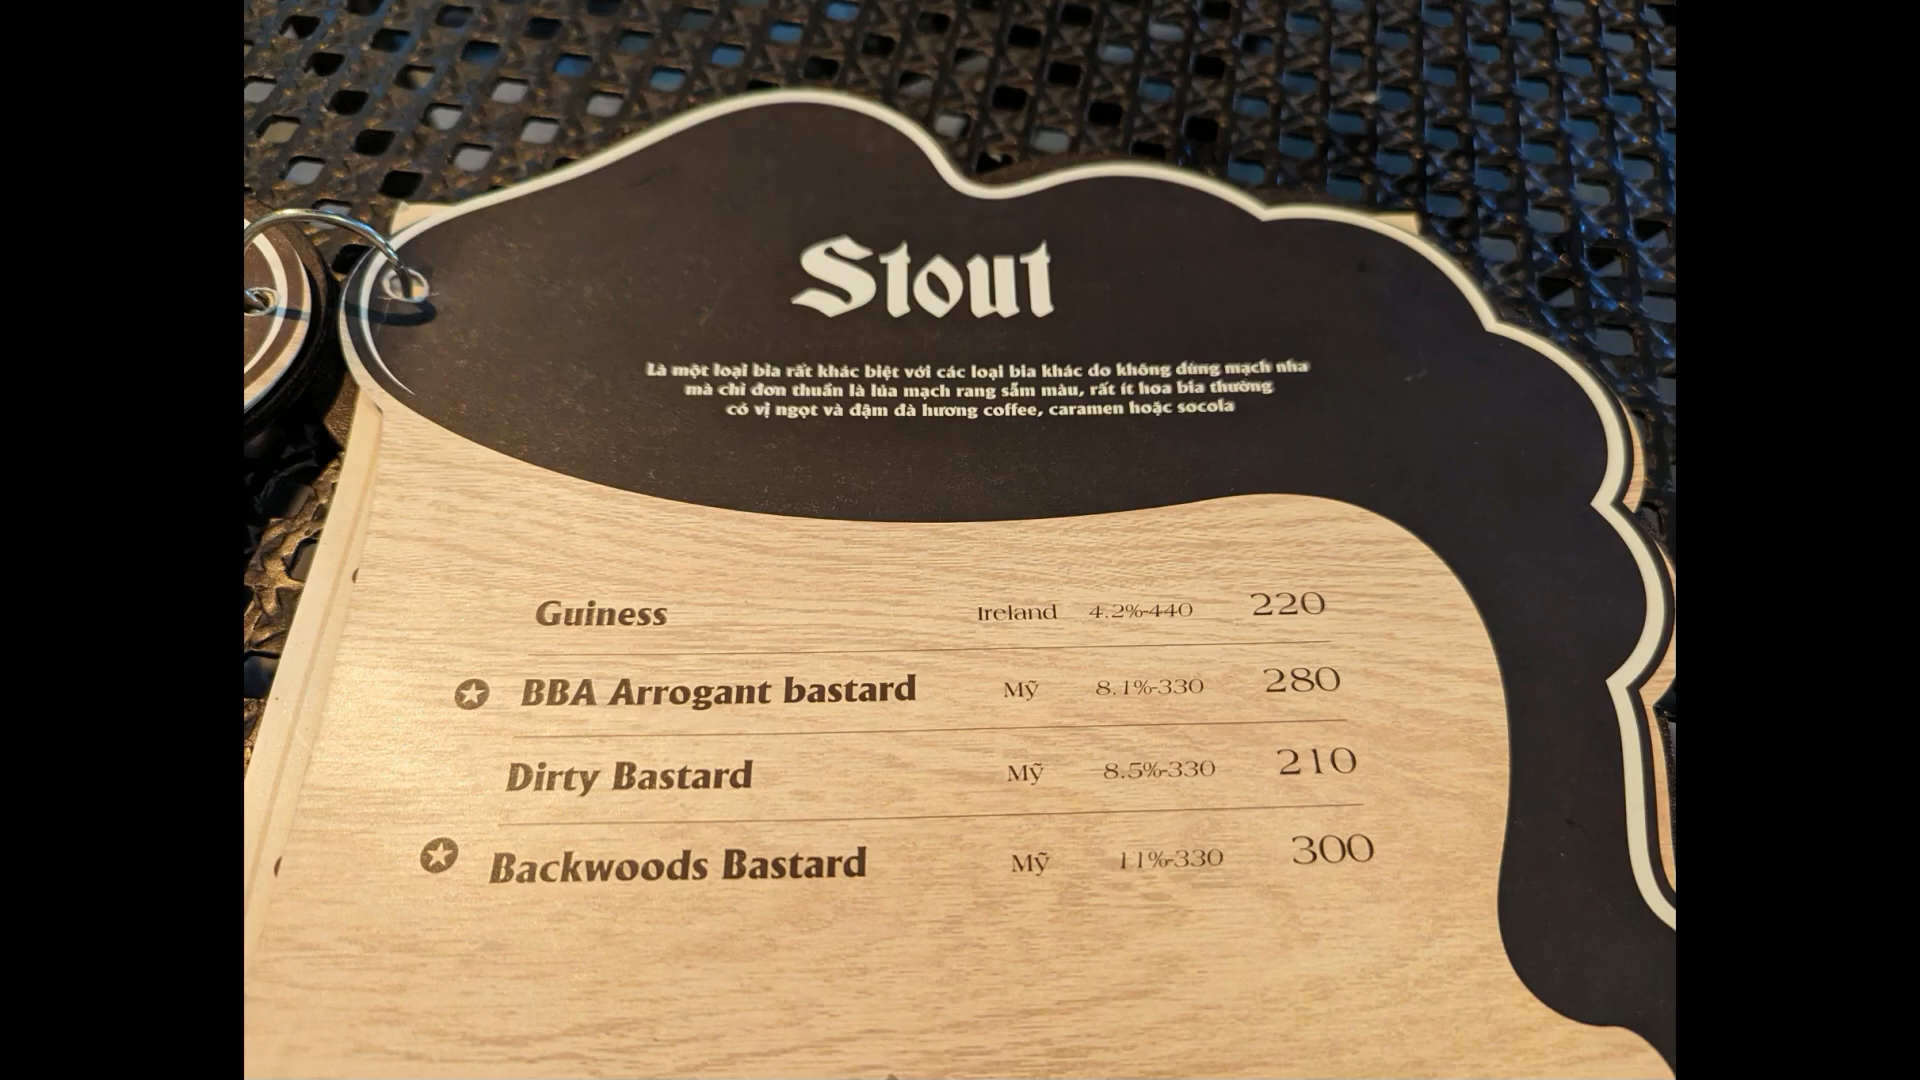 Stout
Là một loại bia rất khác biệt với các loại bia khác do không dùng mạch nha
mà chỉ đơn thuần là lúa mạch rang sẫm màu, rất ít hoa bia thường
có vị ngọt và đậm đà hương coffee, caramen hoặc socola
Guiness Ireland 4.2%-440 220
BBA Arrogant bastard Mỹ 8.1%-330 280
Dirty Bastard Mỹ 8.5%-330 210
Backwoods Bastard Mỹ 11%-330 300